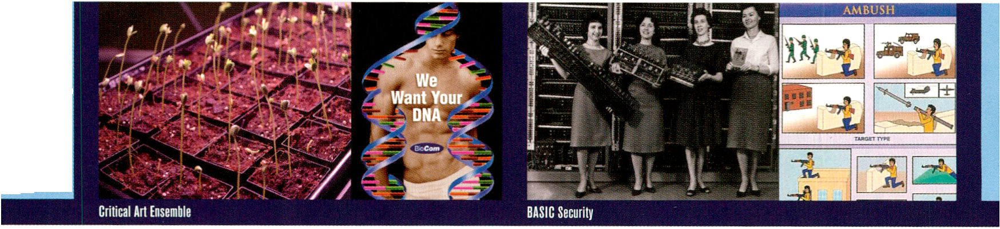 We
Want Your
DNA
BioCom
AMBUSH
TARGET TYPE
Critical Art Ensemble
BASIC Security